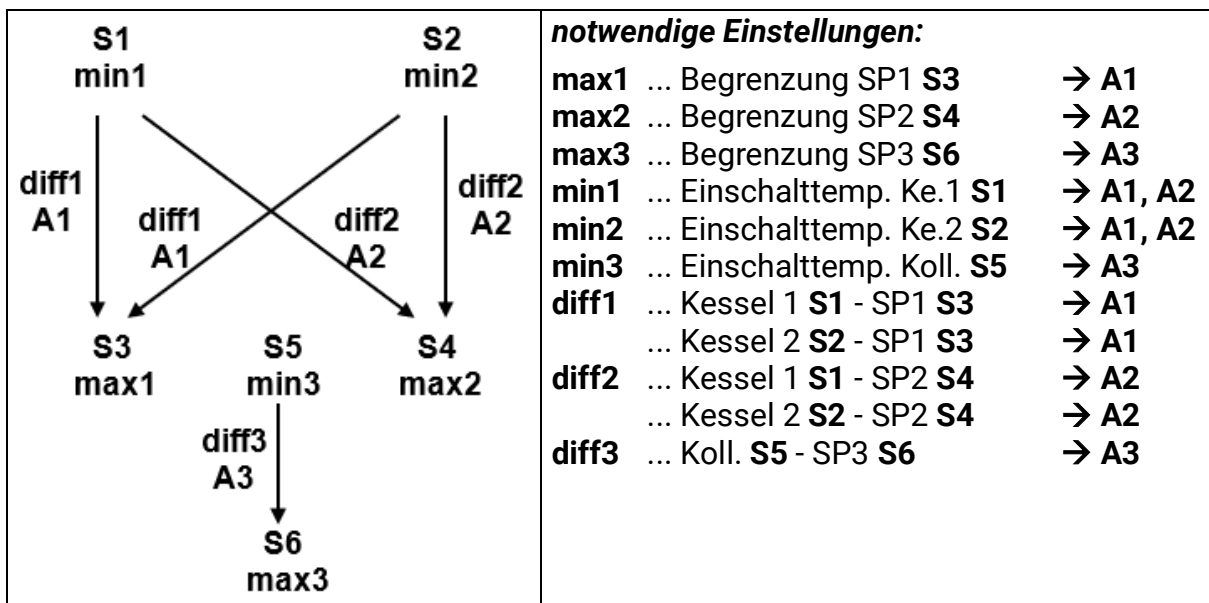 S1 S2
min1 min2
diff1 diff2
A1 diff1 diff2 A2
A1 A2
S3 S5 S4
max1 min3 max2
diff3
A3
S6
max3
notwendige Einstellungen:
max1 ... Begrenzung SP1 S3 → A1
max2 ... Begrenzung SP2 S4 → A2
max3 ... Begrenzung SP3 S6 → A3
min1 ... Einschalttemp. Ke.1 S1 → A1, A2
min2 ... Einschalttemp. Ke.2 S2 → A1, A2
min3 ... Einschalttemp. Koll. S5 → A3
diff1 ... Kessel 1 S1 - SP1 S3 → A1
... Kessel 2 S2 - SP1 S3 → A1
diff2 ... Kessel 1 S1 - SP2 S4 → A2
... Kessel 2 S2 - SP2 S4 → A2
diff3 ... Koll. S5 - SP3 S6 → A3